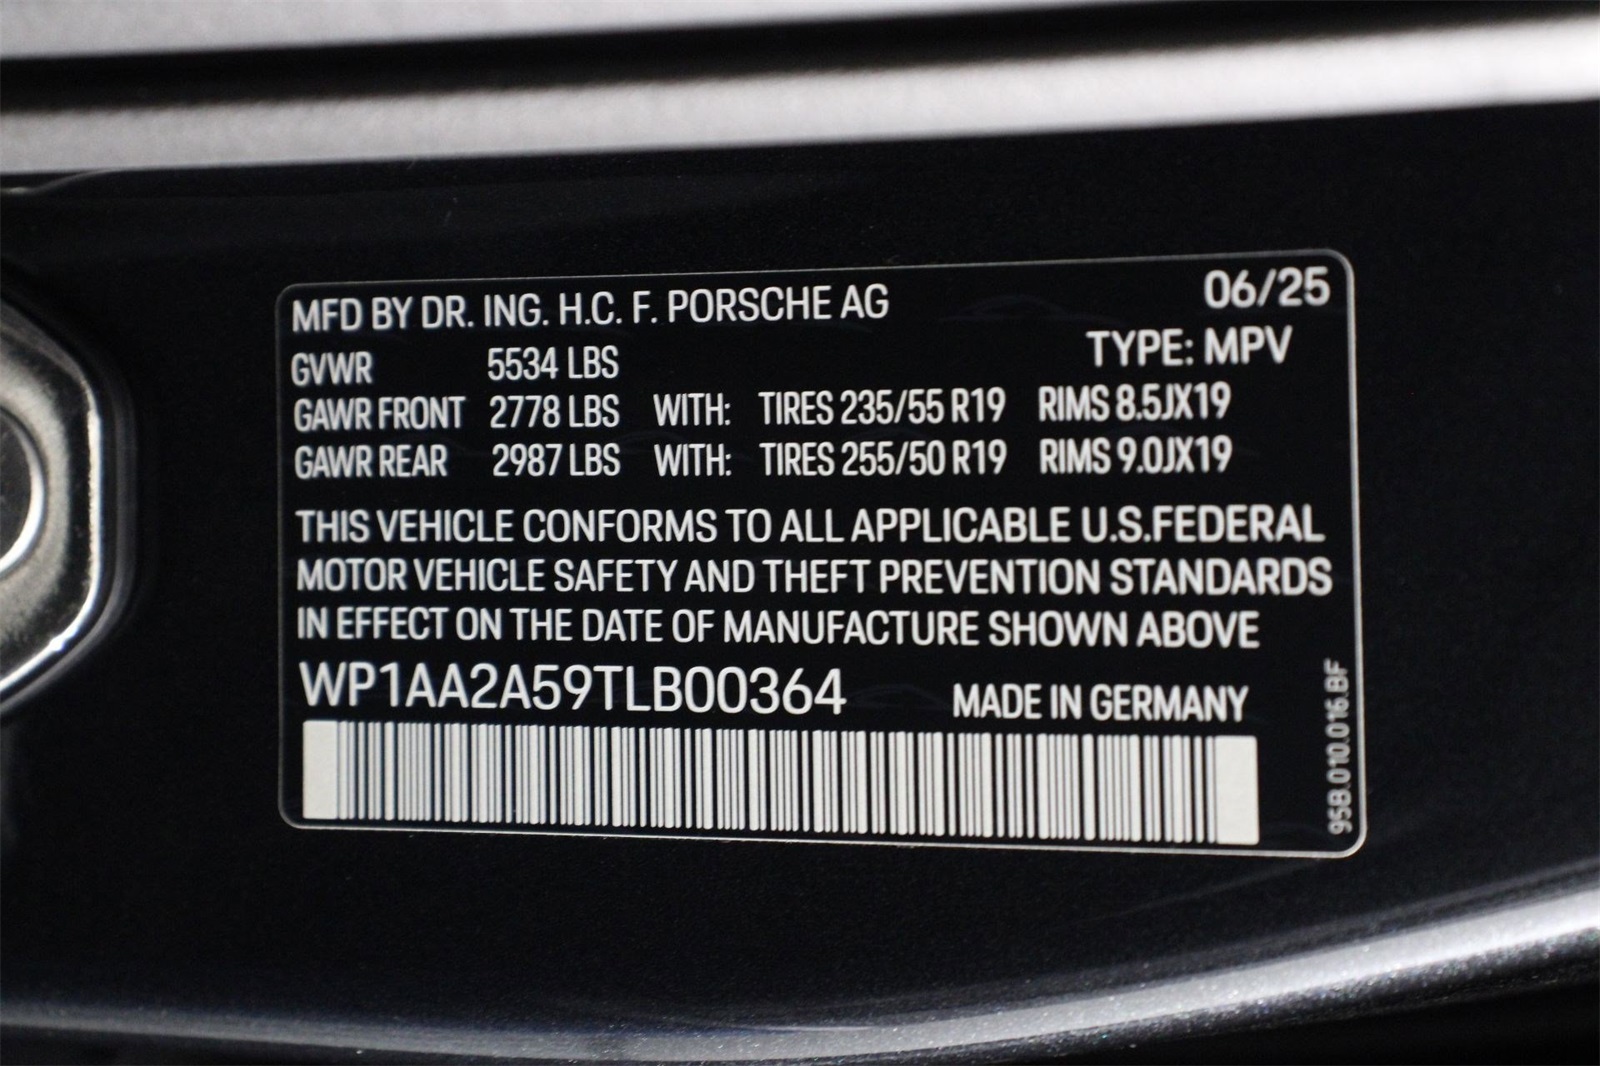 MFD BY DR. ING. H.C. F. PORSCHE AG 06/25
TYPE: MPV
GVWR 5534 LBS
GAWR FRONT 2778 LBS WITH: TIRES 235/55 R19 RIMS 8.5JX19
GAWR REAR 2987 LBS WITH: TIRES 255/50 R19 RIMS 9.0JX19
THIS VEHICLE CONFORMS TO ALL APPLICABLE U.S.FEDERAL
MOTOR VEHICLE SAFETY AND THEFT PREVENTION STANDARDS
IN EFFECT ON THE DATE OF MANUFACTURE SHOWN ABOVE
WP1AA2A59TLB00364 MADE IN GERMANY
95B.010.016.BF